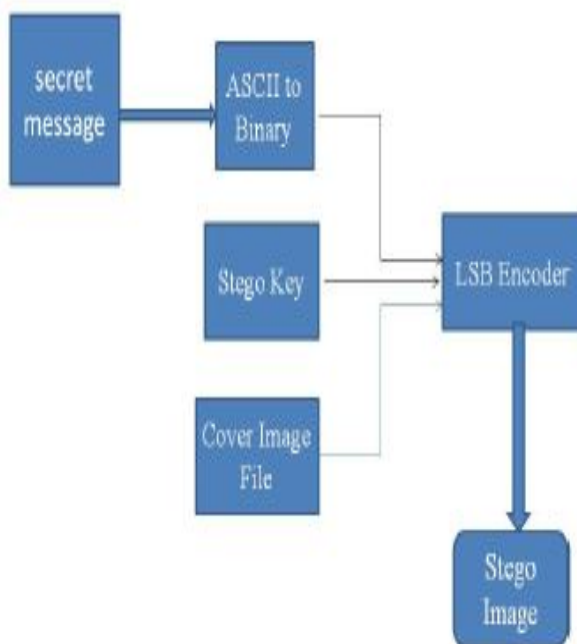 secret
message
ASCII to
Binary
Stego Key
LSB Encoder
Cover Image
File
Stego
Image